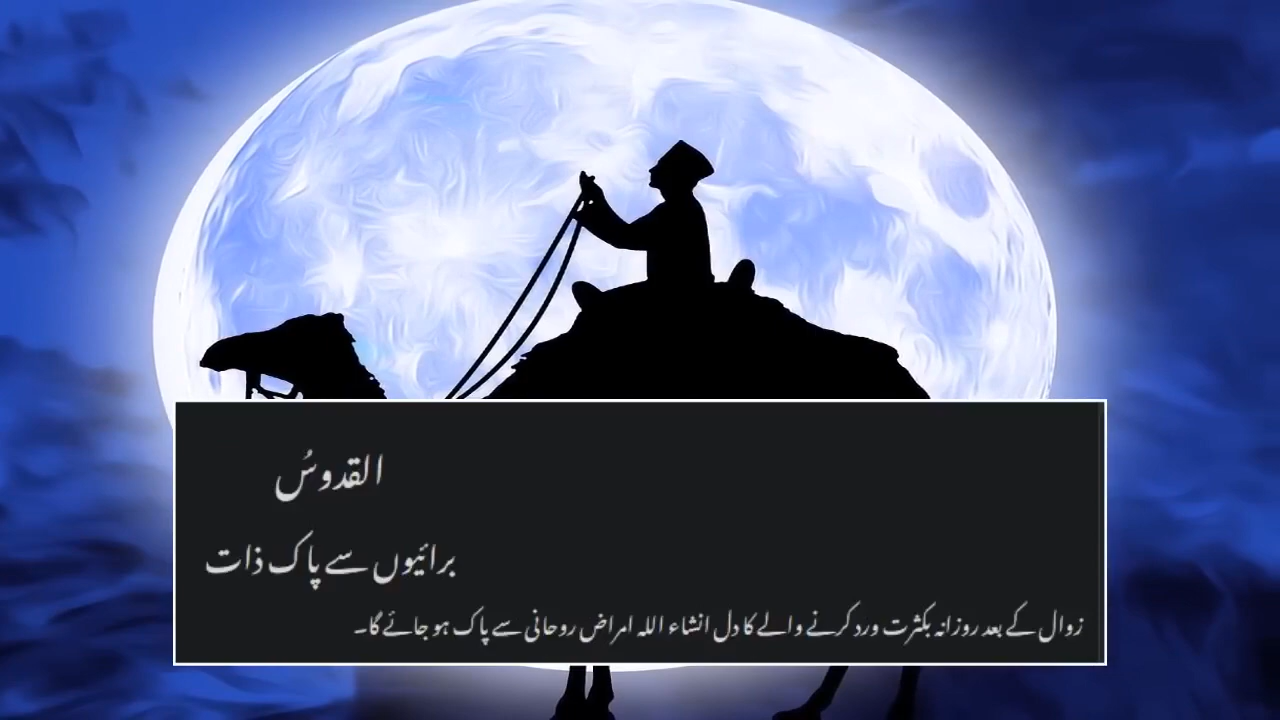 القدوسُ
برائیوں سے پاک ذات
زوال کے بعد روزانہ بکثرت ورد کرنے والے کا دل انشاء اللہ امراض روحانی سے پاک ہو جائے گا۔